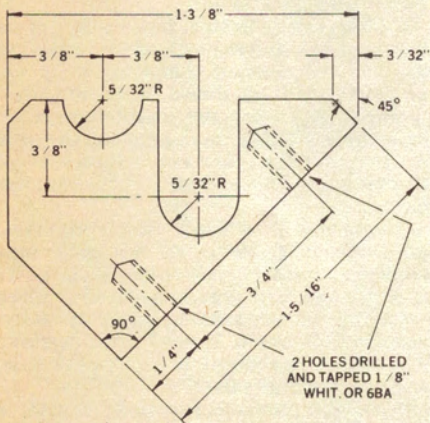 1-3/8"
3/8"
3/8"
3/32"
5/32" R
45°
3/8"
5/32" R
3/4"
1-5/16"
90°
1/4"
2 HOLES DRILLED
AND TAPPED 1/8"
WHIT. OR 6BA